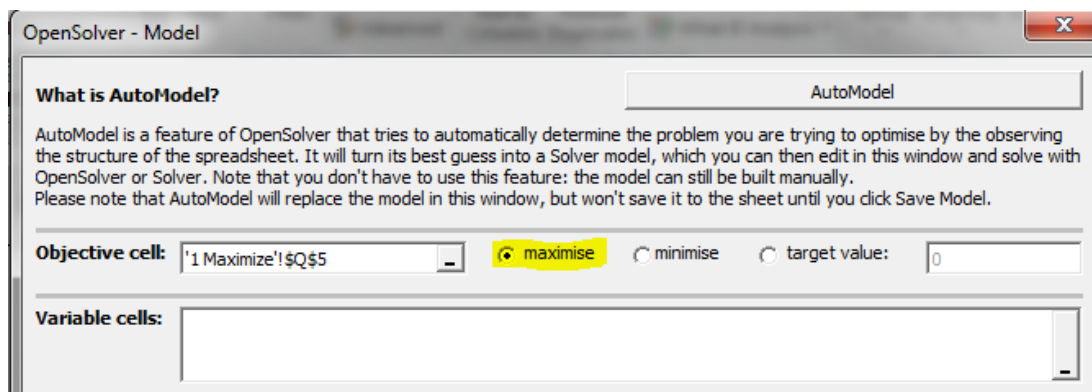 OpenSolver - Model
What is AutoModel?
AutoModel
AutoModel is a feature of OpenSolver that tries to automatically determine the problem you are trying to optimise by the observing
the structure of the spreadsheet. It will turn its best guess into a Solver model, which you can then edit in this window and solve with
OpenSolver or Solver. Note that you don't have to use this feature: the model can still be built manually.
Please note that AutoModel will replace the model in this window, but won't save it to the sheet until you click Save Model.
Objective cell: '1 Maximize'!$Q$5 maximise minimise target value: 0
Variable cells: